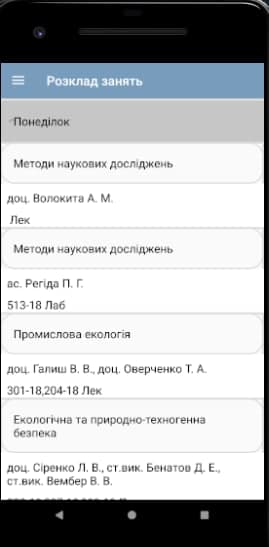 Розклад занять
Понеділок
Методи наукових досліджень
доц. Волокита А. М.
Лек
Методи наукових досліджень
ас. Регіда П. Г.
513-18 Лаб
Промислова екологія
доц. Галиш В. В., доц. Оверченко Т. А.
301-18,204-18 Лек
Екологічна та природно-техногенна
безпека
доц. Сіренко Л. В., ст.вик. Бенатов Д. Е.,
ст.вик. Вембер В. В.